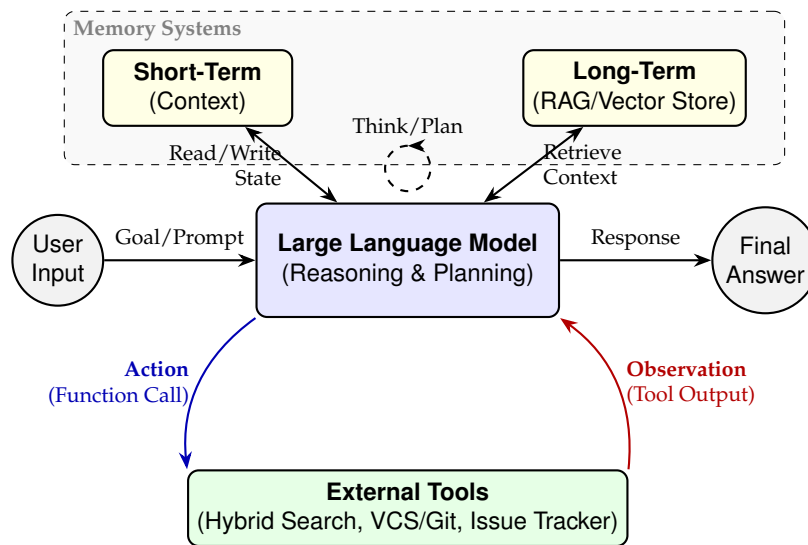 Memory Systems
Short-Term
(Context)
Long-Term
(RAG/Vector Store)
Think/Plan
Read/Write
State
Retrieve
Context
User
Input
Goal/Prompt
Large Language Model
(Reasoning & Planning)
Response
Final
Answer
Action
(Function Call)
Observation
(Tool Output)
External Tools
(Hybrid Search, VCS/Git, Issue Tracker)